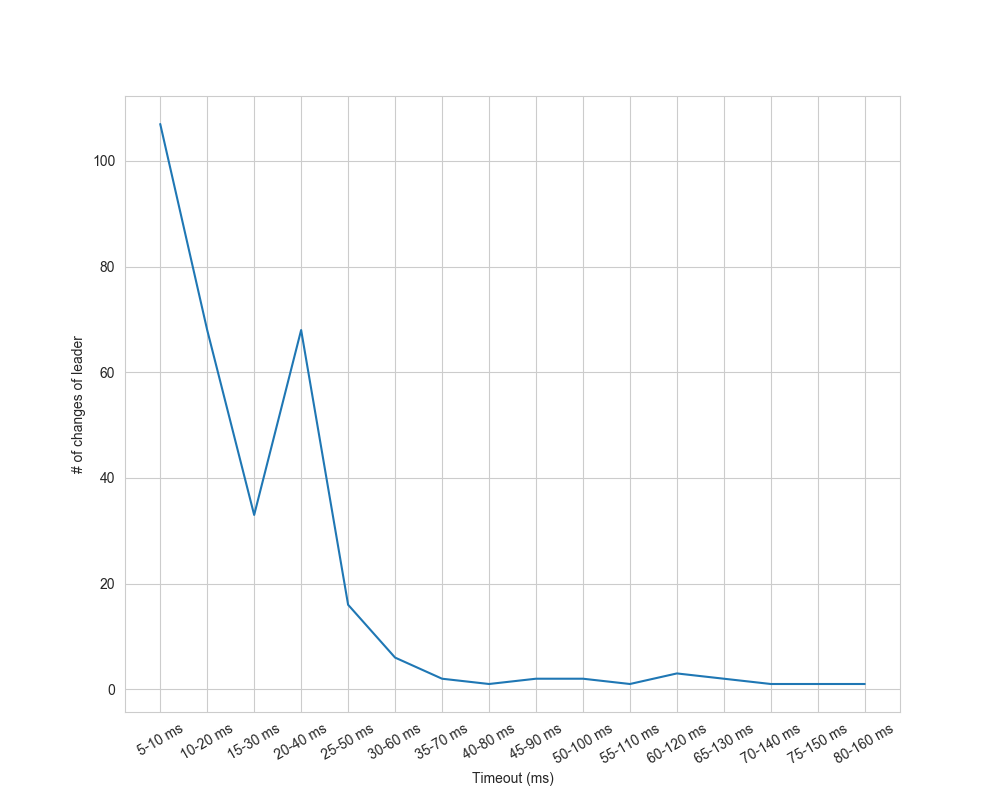 100
80
60
40
20
0
# of changes of leader
5-10 ms
10-20 ms
15-30 ms
20-40 ms
25-50 ms
30-60 ms
35-70 ms
40-80 ms
45-90 ms
50-100 ms
55-110 ms
60-120 ms
65-130 ms
70-140 ms
75-150 ms
80-160 ms
Timeout (ms)